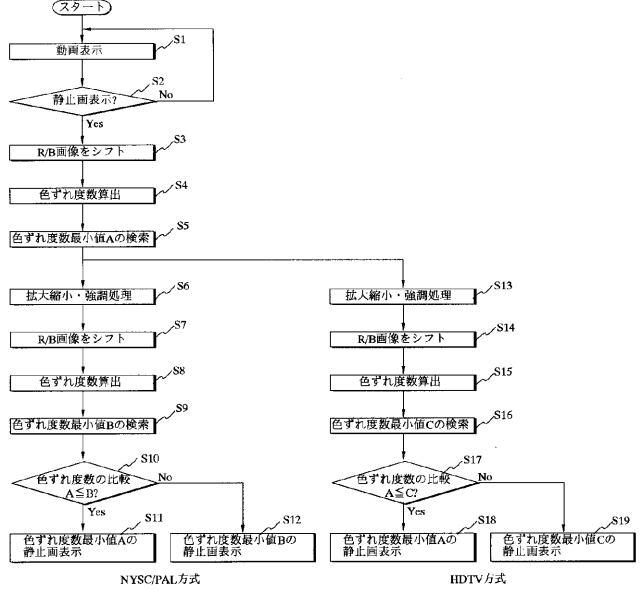 スタート
動画表示
S1
静止画表示?
S2
No
Yes
R/B画像をシフト
S3
色ずれ度数算出
S4
色ずれ度数最小値Aの検索
S5
拡大縮小・強調処理
S6
R/B画像をシフト
S7
色ずれ度数算出
S8
色ずれ度数最小値Bの検索
S9
色ずれ度数の比較
A≦B?
S10
No
Yes
色ずれ度数最小値Aの
静止画表示
S11
色ずれ度数最小値Bの
静止画表示
S12
NYSC/PAL方式
拡大縮小・強調処理
S13
R/B画像をシフト
S14
色ずれ度数算出
S15
色ずれ度数最小値Cの検索
S16
色ずれ度数の比較
A≦C?
S17
No
Yes
色ずれ度数最小値Aの
静止画表示
S18
色ずれ度数最小値Cの
静止画表示
S19
HDTV方式